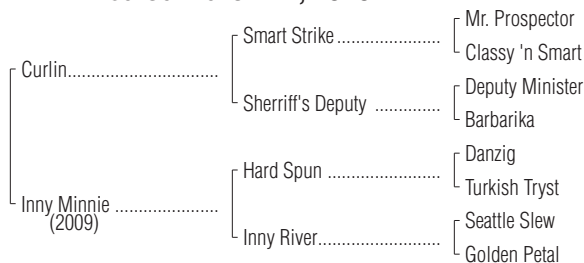 Smart Strike
Mr. Prospector
Classy 'n Smart
Curlin
Sherriff's Deputy
Deputy Minister
Barbarika
Hard Spun
Danzig
Turkish Tryst
Inny Minnie
(2009)
Inny River
Seattle Slew
Golden Petal